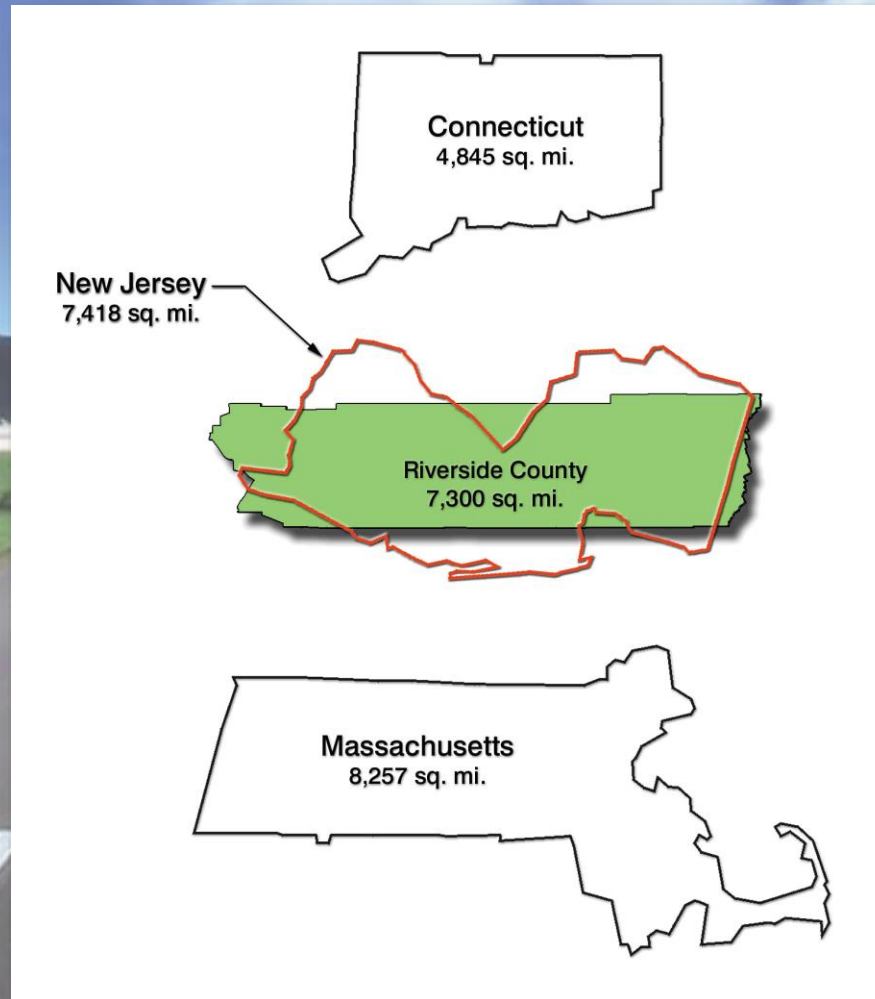 Connecticut
4,845 sq. mi.
New Jersey
7,418 sq. mi.
Riverside County
7,300 sq. mi.
Massachusetts
8,257 sq. mi.